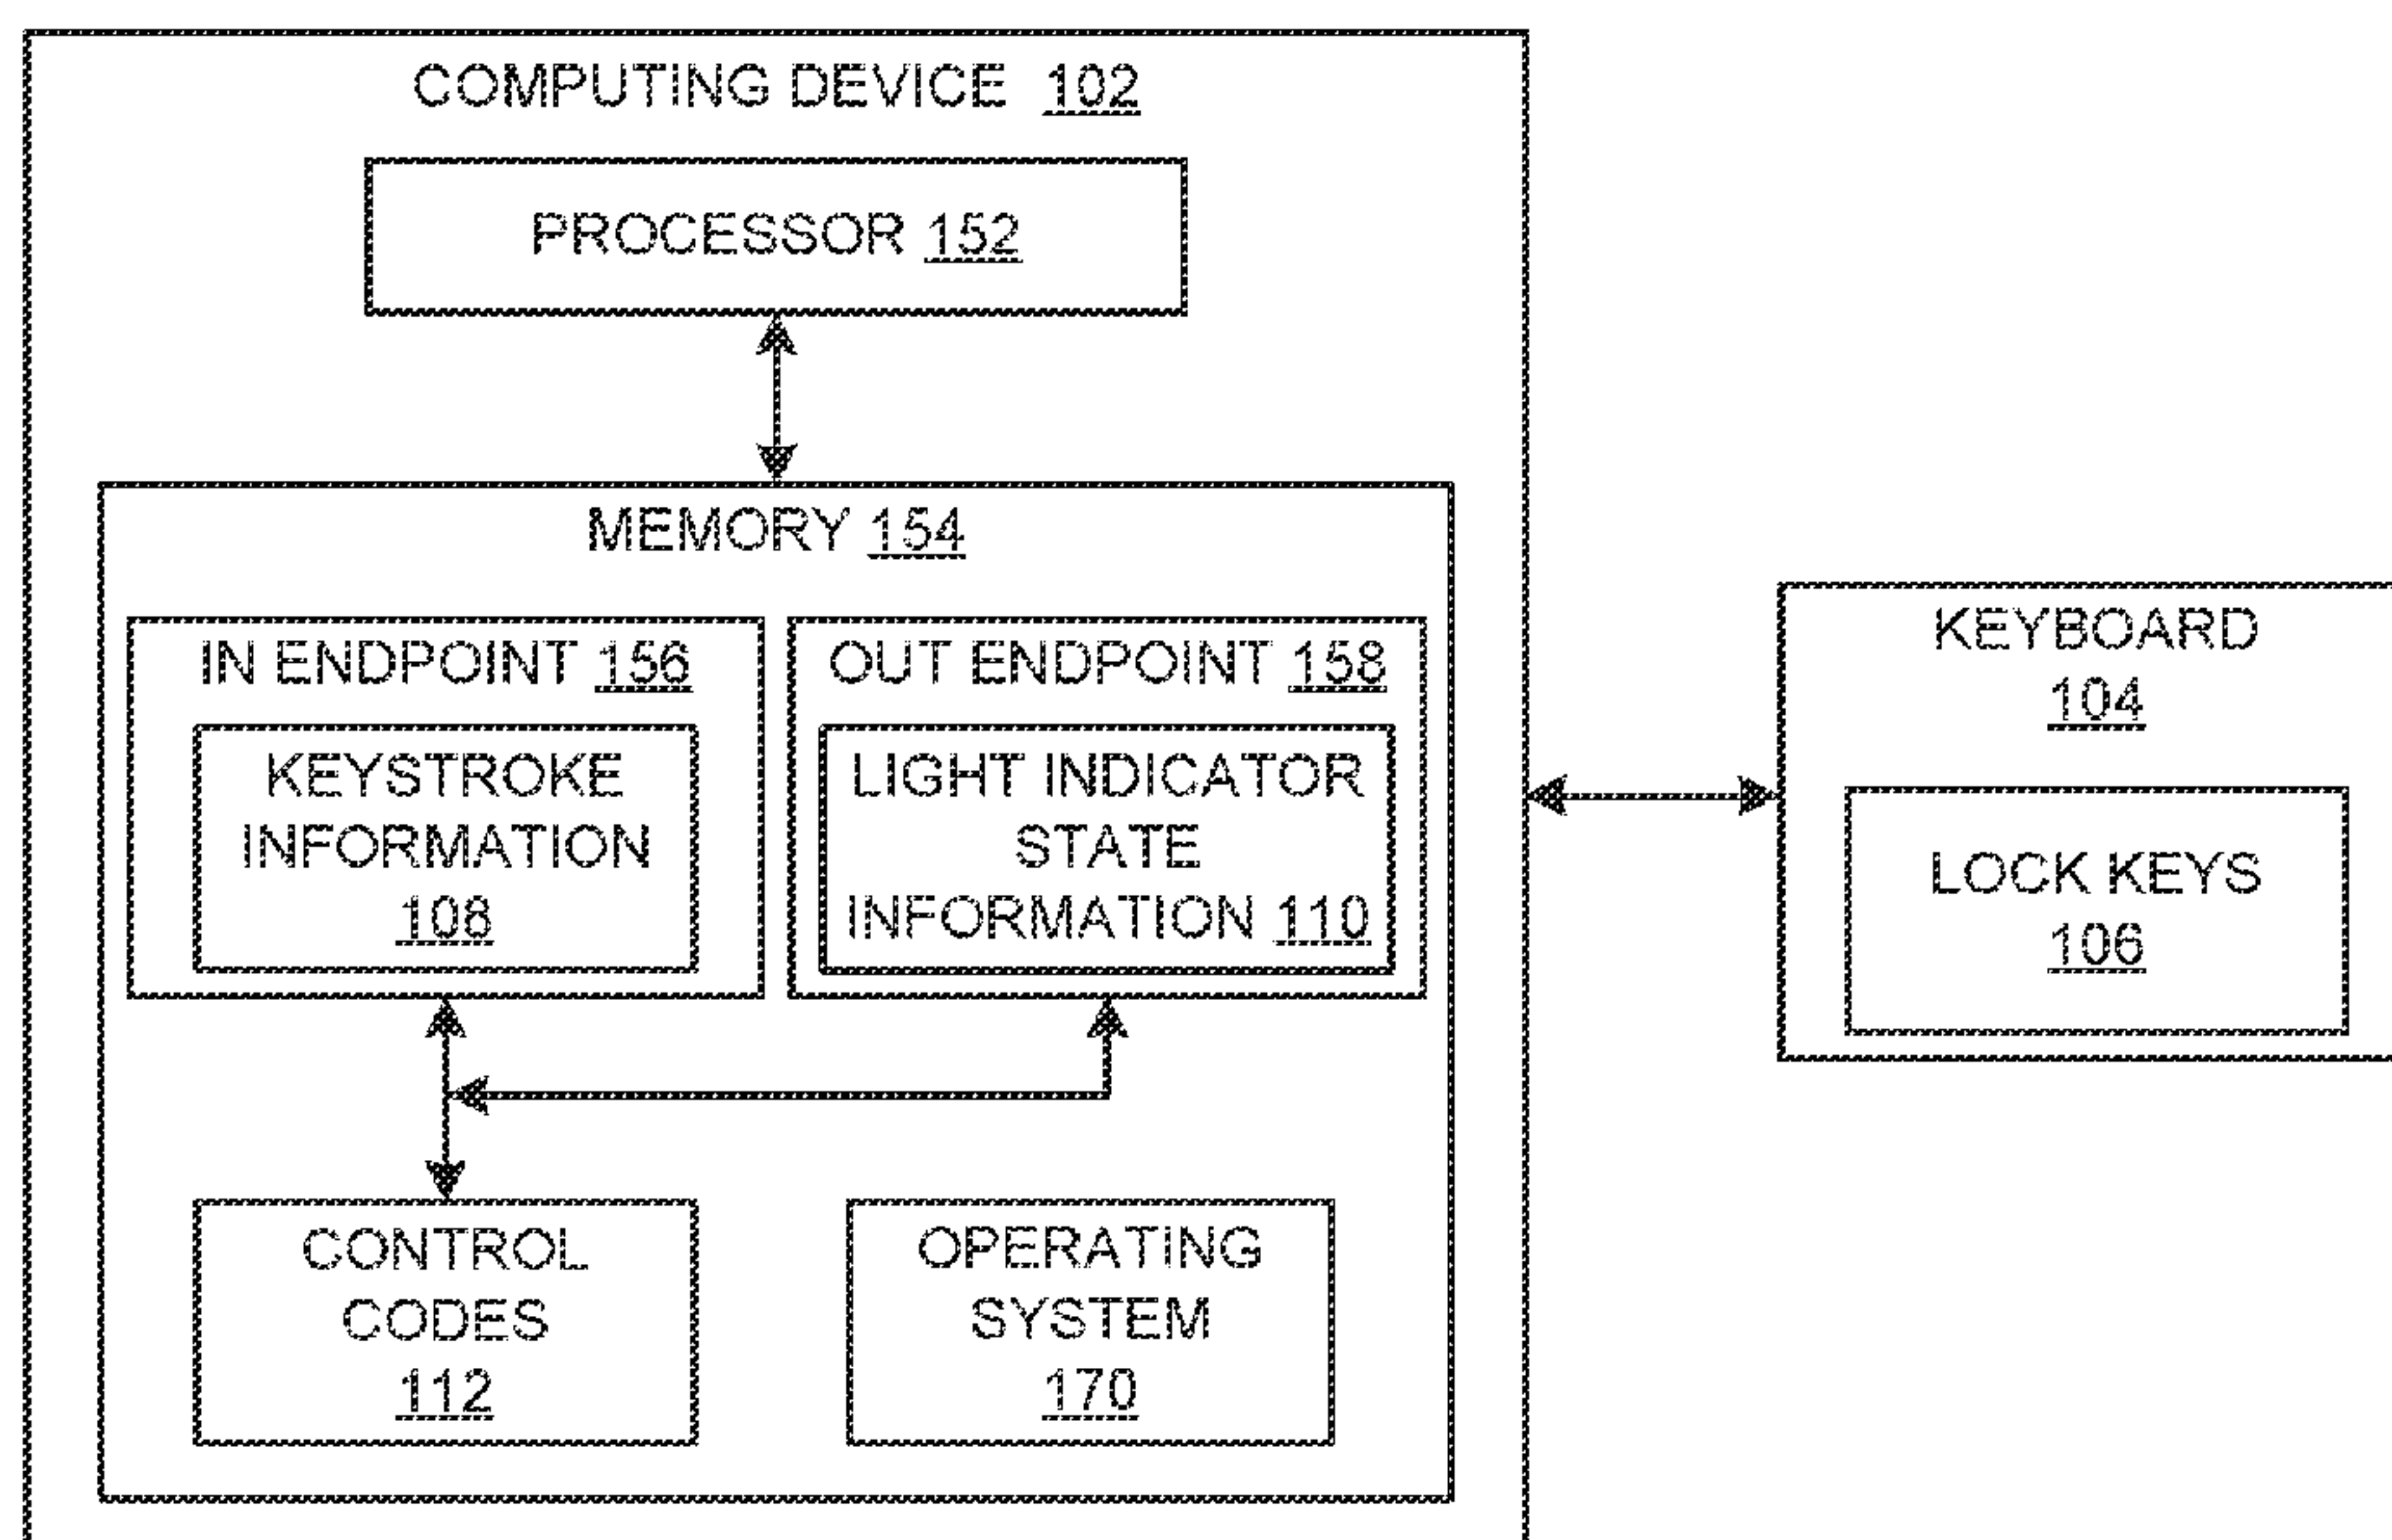 COMPUTING DEVICE 102
PROCESSOR 152
MEMORY 154
IN ENDPOINT 156
KEYSTROKE
INFORMATION
108
OUT ENDPOINT 158
LIGHT INDICATOR
STATE
INFORMATION 110
CONTROL
CODES
112
OPERATING
SYSTEM
170
KEYBOARD
104
LOCK KEYS
106